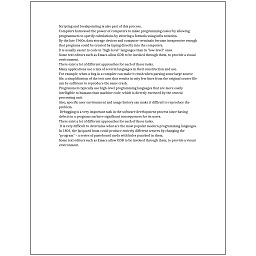 Scripting and breakpointing is also part of this process.
Computers harnessed the power of computers to make programming easier by allowing
programmers to specify calculations by entering a formula using infix notation.
By the late 1960s, data storage devices and computer terminals became inexpensive enough
that programs could be created by typing directly into the computers.
It is usually easier to code in "high-level" languages than in "low-level" ones.
Some text editors such as Emacs allow GDB to be invoked through them, to provide a visual
environment.
There exist a lot of different approaches for each of those tasks.
Many applications use a mix of several languages in their construction and use.
For example, when a bug in a compiler can make it crash when parsing some large source
file, a simplification of the test case that results in only few lines from the original source file
can be sufficient to reproduce the same crash.
Programmers typically use high-level programming languages that are more easily
intelligible to humans than machine code, which is directly executed by the central
processing unit.
Also, specific user environment and usage history can make it difficult to reproduce the
problem.
Debugging is a very important task in the software development process since having
defects in a program can have significant consequences for its users.
There exist a lot of different approaches for each of those tasks.
It is very difficult to determine what are the most popular modern programming languages.
In 1801, the Jacquard loom could produce entirely different weaves by changing the
"program" - a series of pasteboard cards with holes punched in them.
Some text editors such as Emacs allow GDB to be invoked through them, to provide a visual
environment.